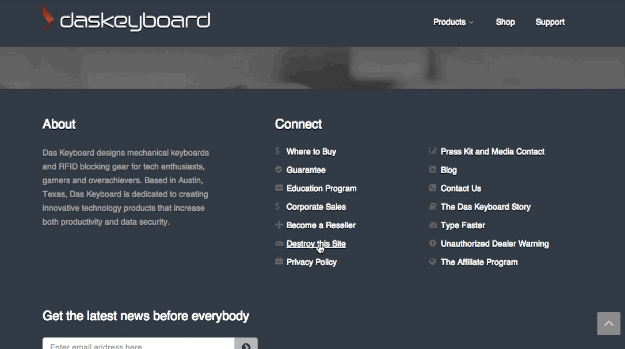 daskeyboard
Products
Shop
Support
About
Das Keyboard designs mechanical keyboards
and RFID blocking gear for tech enthusiasts,
gamers and overachievers. Based in Austin,
Texas, Das Keyboard is dedicated to creating
innovative technology products that increase
both productivity and data security.
Connect
Where to Buy
Guarantee
Education Program
Corporate Sales
Become a Reseller
Destroy this Site
Privacy Policy
Press Kit and Media Contact
Blog
Contact Us
The Das Keyboard Story
Type Faster
Unauthorized Dealer Warning
The Affiliate Program
Get the latest news before everybody
Enter email address here